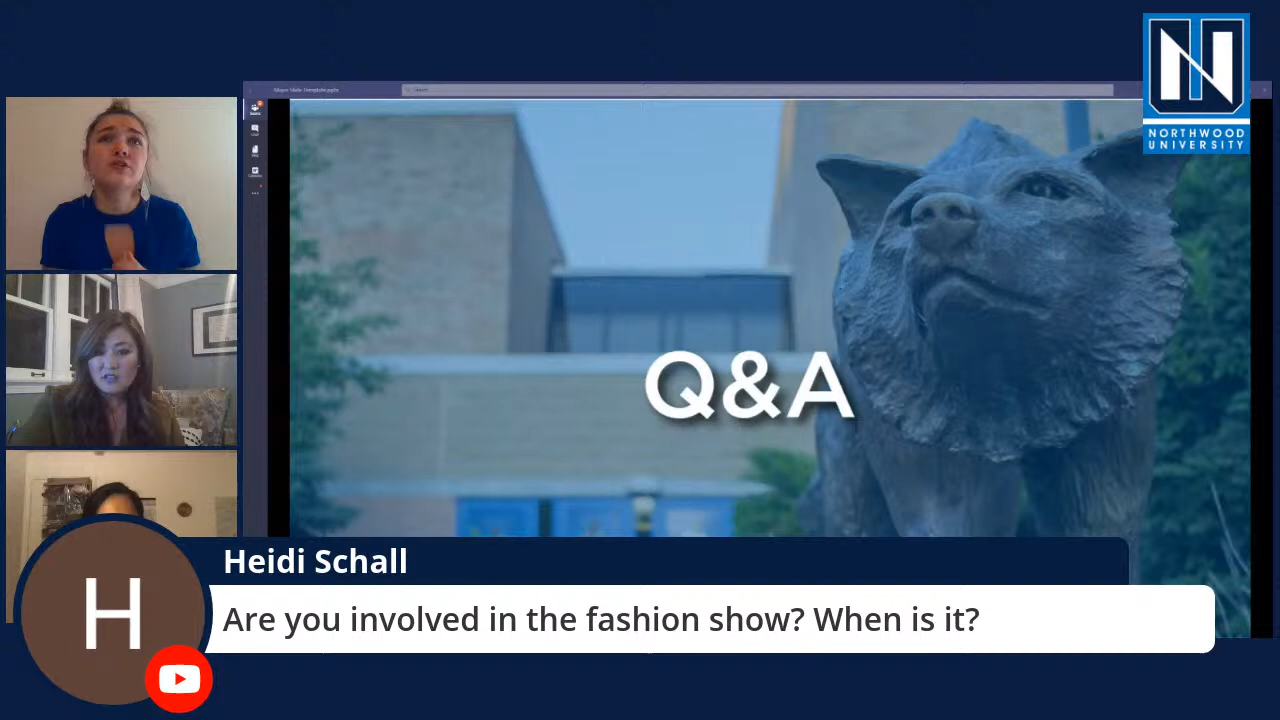 NORTHWOOD
UNIVERSITY
Q&A
Heidi Schall
H
Are you involved in the fashion show? When is it?